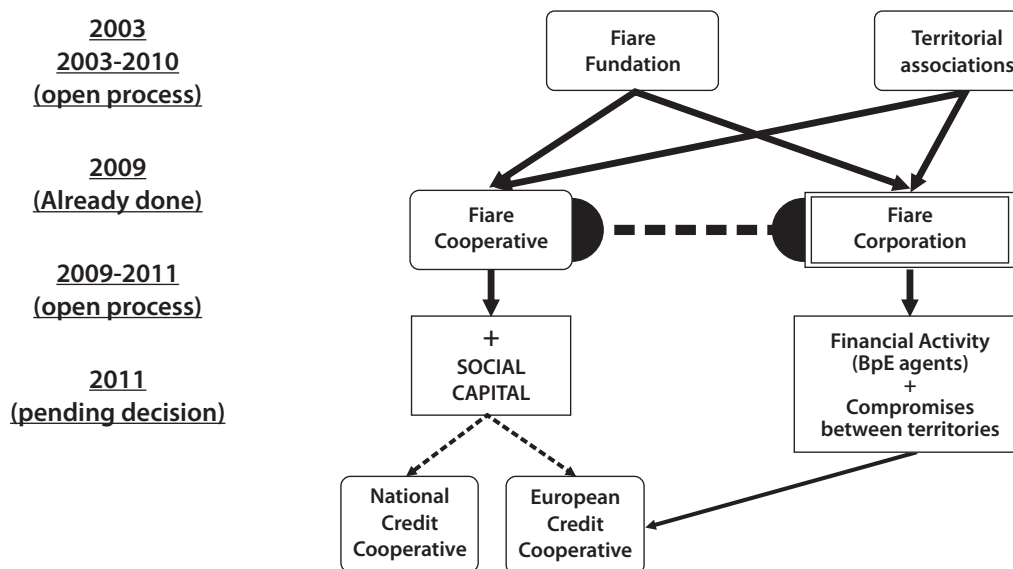 2003
2003-2010
(open process)
2009
(Already done)
2009-2011
(open process)
2011
(pending decision)
Fiare
Fundation
Territorial
associations
Fiare
Cooperative
Fiare
Corporation
+
SOCIAL
CAPITAL
Financial Activity
(BpE agents)
+
Compromises
between territories
National
Credit
Cooperative
European
Credit
Cooperative